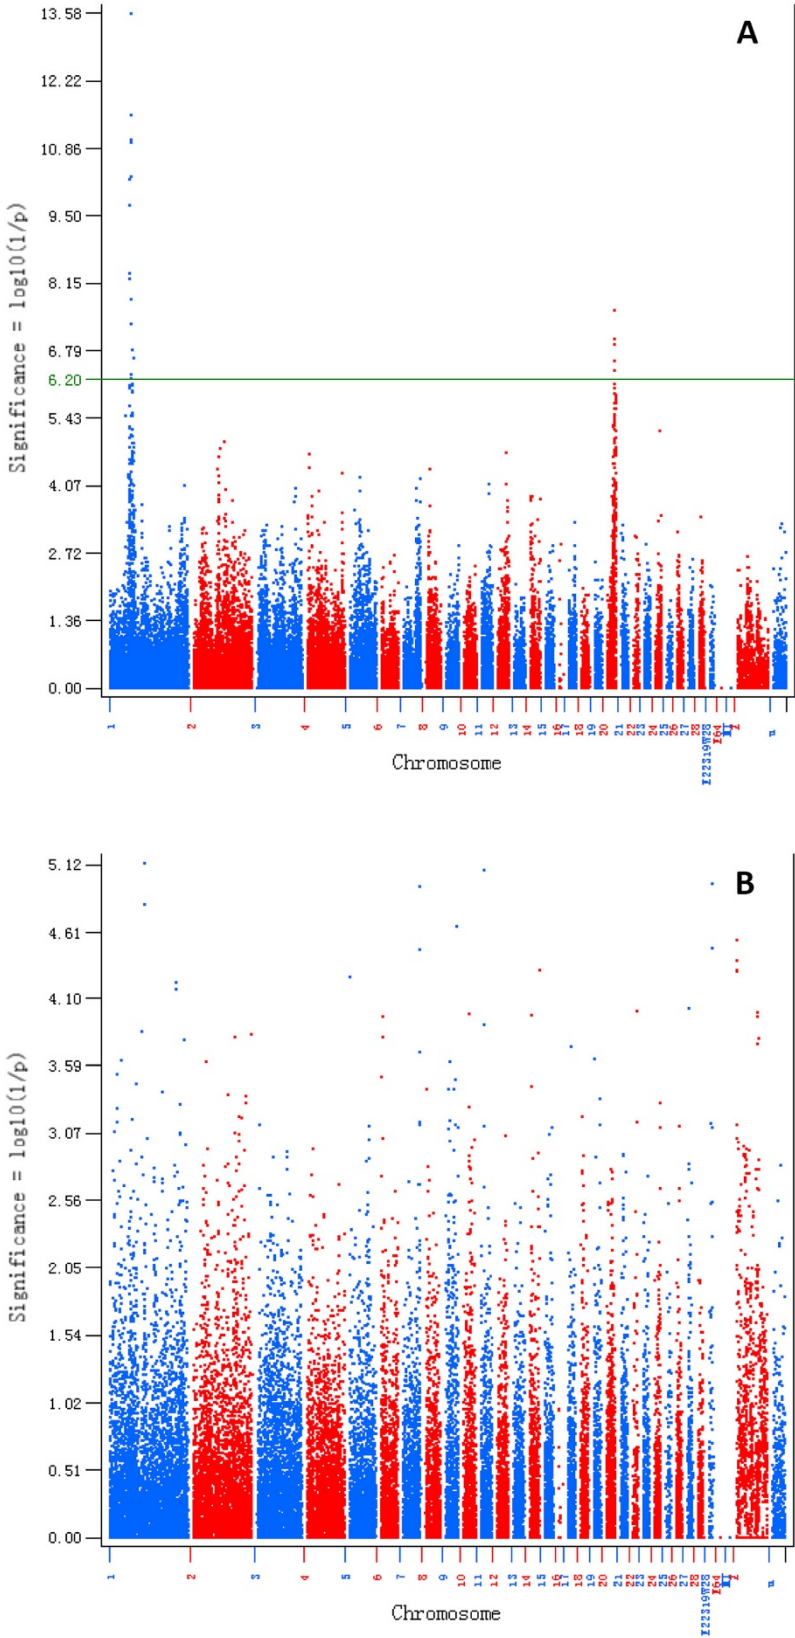 A
13.58
12.22
10.86
9.50
8.15
6.79
6.20
5.43
4.07
2.72
1.36
0.00
Significance = log10(1/p)
1 2 3 4 5 6 7 8 9 10 11 12 13 14 15 16 17 18 19 20 21 22 23 24 25 26 27 28 E22C19W28 E64 Z u
Chromosome
B
5.12
4.61
4.10
3.59
3.07
2.56
2.05
1.54
1.02
0.51
0.00
Significance = log10(1/p)
1 2 3 4 5 6 7 8 9 10 11 12 13 14 15 16 17 18 19 20 21 22 23 24 25 26 27 28 E22C19W28 E64 Z u
Chromosome